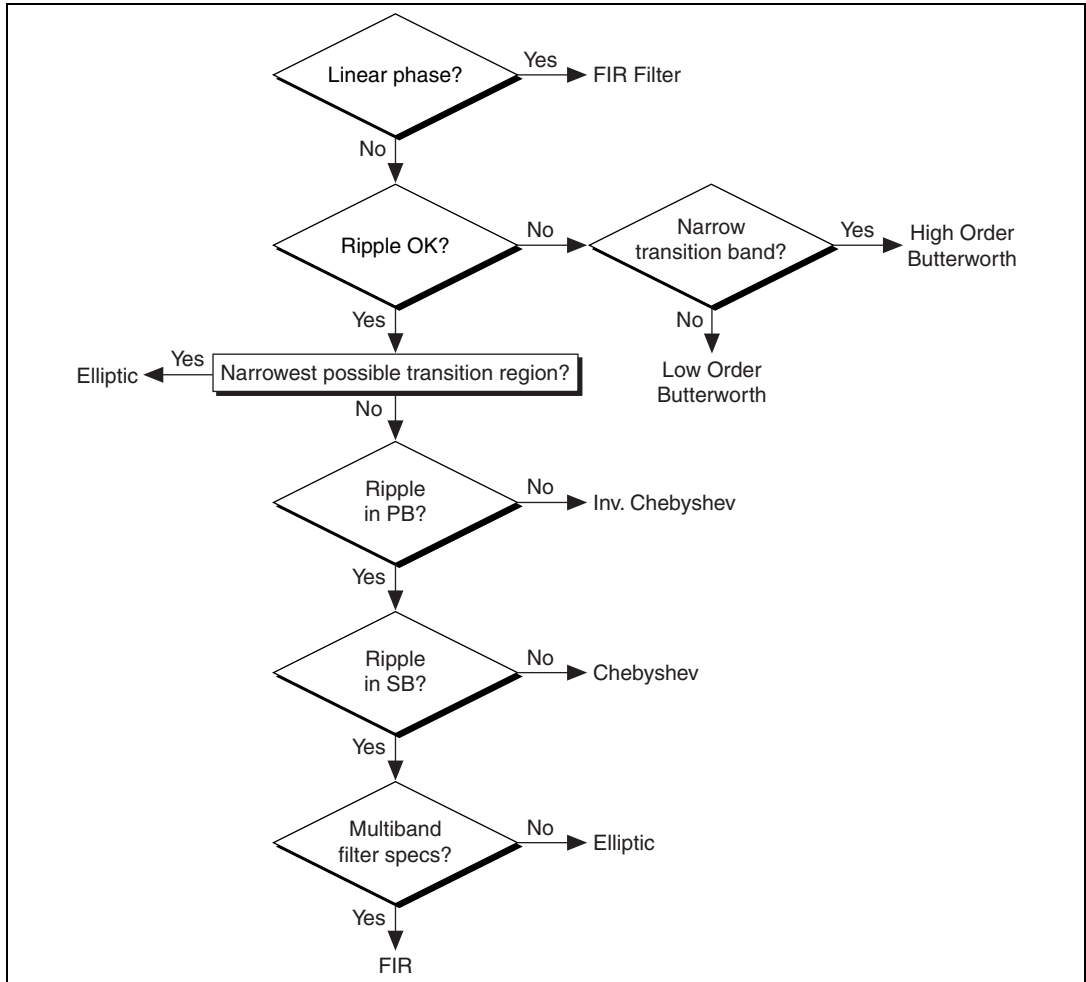 Linear phase?
Yes
FIR Filter
No
Ripple OK?
No
Narrow
transition band?
Yes
High Order
Butterworth
Yes
No
Low Order
Butterworth
Narrowest possible transition region?
Yes
Elliptic
No
Ripple
in PB?
No
Inv. Chebyshev
Yes
Ripple
in SB?
No
Chebyshev
Yes
Multiband
filter specs?
No
Elliptic
Yes
FIR